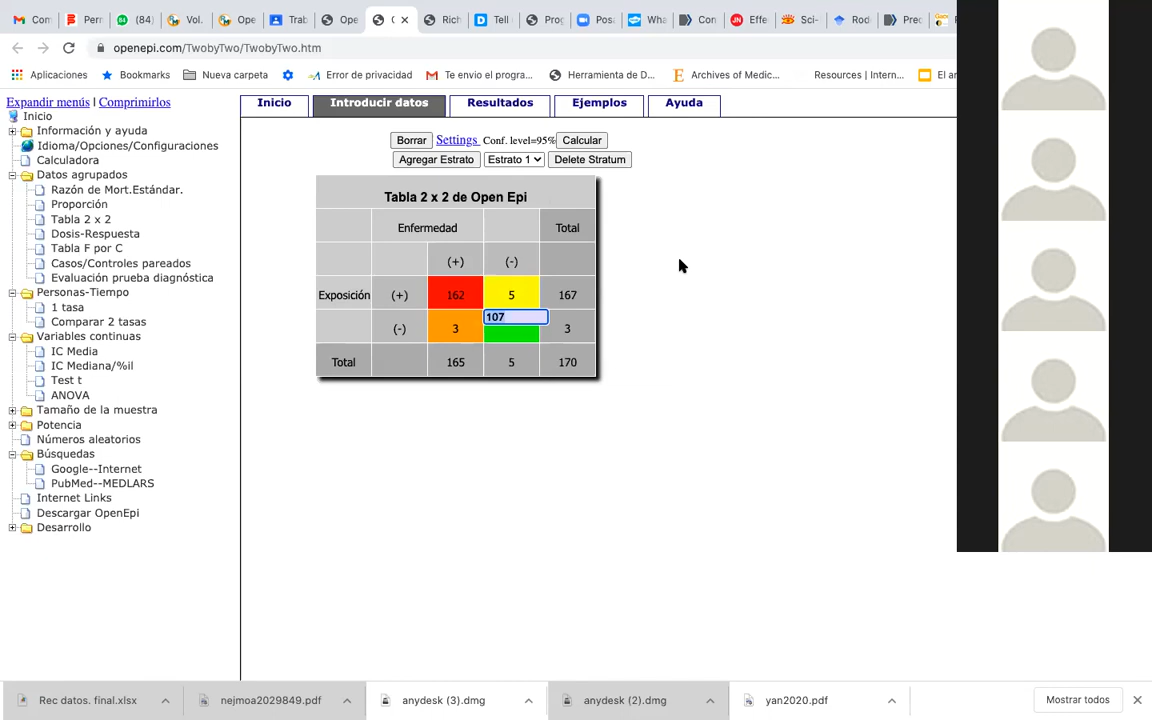 Com
Per
(84)
Vol.
Ope
Trab
Ope
C
Rich
Tell
Prog
Posa
Wha
Con
Effe
Sci-
Rod
Prec
openepi.com/TwobyTwo/TwobyTwo.htm
Aplicaciones
Bookmarks
Nueva carpeta
Error de privacidad
Te envio el progra...
Herramienta de D...
Archives of Medic...
Resources | Intern...
El ar
Expandir menús | Comprimirlos
Inicio
Información y ayuda
Idioma/Opciones/Configuraciones
Calculadora
Datos agrupados
Razón de Mort.Estándar.
Proporción
Tabla 2 x 2
Dosis-Respuesta
Tabla F por C
Casos/Controles pareados
Evaluación prueba diagnóstica
Personas-Tiempo
1 tasa
Comparar 2 tasas
Variables continuas
IC Media
IC Mediana/%il
Test t
ANOVA
Tamaño de la muestra
Potencia
Números aleatorios
Búsquedas
Google--Internet
PubMed--MEDLARS
Internet Links
Descargar OpenEpi
Desarrollo
Inicio
Introducir datos
Resultados
Ejemplos
Ayuda
Borrar Settings Conf. level=95% Calcular
Agregar Estrato Estrato 1 Delete Stratum
Tabla 2 x 2 de Open Epi
Enfermedad Total
(+) (-)
Exposición (+) 162 5 167
107
(-) 3 3
Total 165 5 170
Rec datos. final.xlsx
nejmoa2029849.pdf
anydesk (3).dmg
anydesk (2).dmg
yan2020.pdf
Mostrar todos